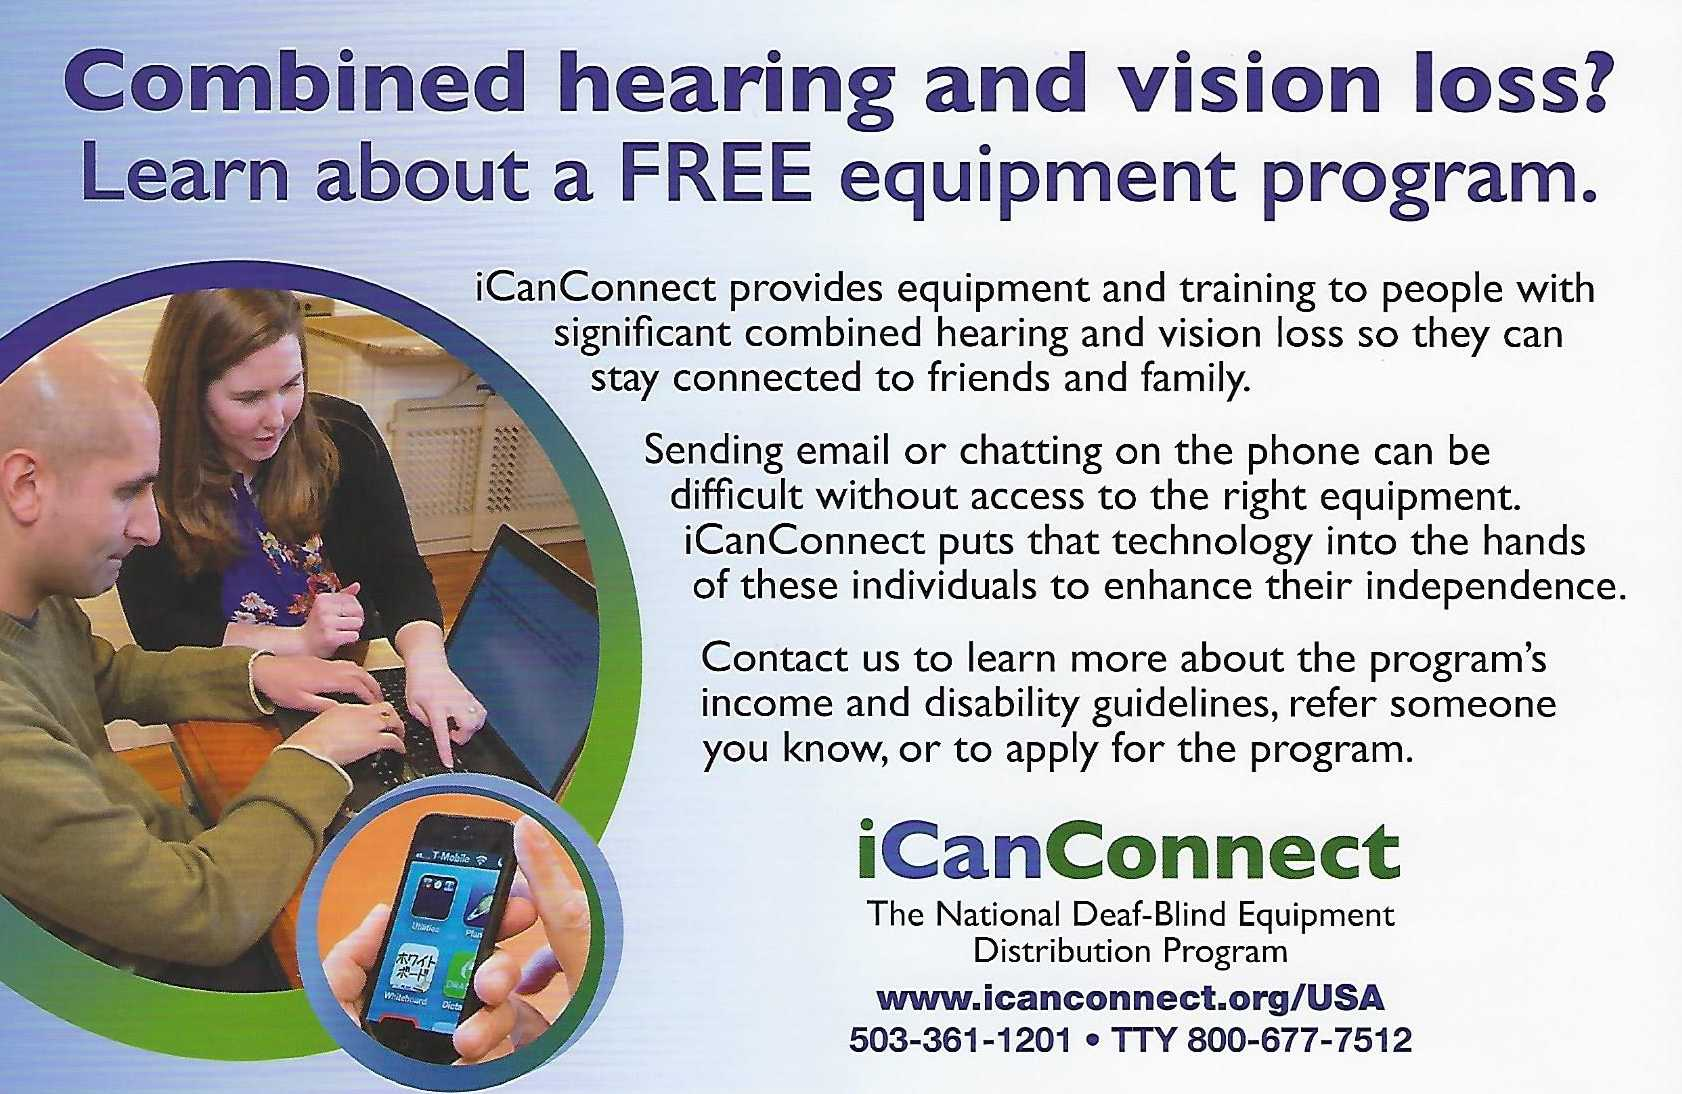 Combined hearing and vision loss?
Learn about a FREE equipment program.
iCanConnect provides equipment and training to people with
significant combined hearing and vision loss so they can
stay connected to friends and family.
Sending email or chatting on the phone can be
difficult without access to the right equipment.
iCanConnect puts that technology into the hands
of these individuals to enhance their independence.
Contact us to learn more about the program's
income and disability guidelines, refer someone
you know, or to apply for the program.
iCanConnect
The National Deaf-Blind Equipment
Distribution Program
www.icanconnect.org/USA
503-361-1201 • TTY 800-677-7512
T-Mobile
Utilities
ホワイト
ボード
Whiteboard